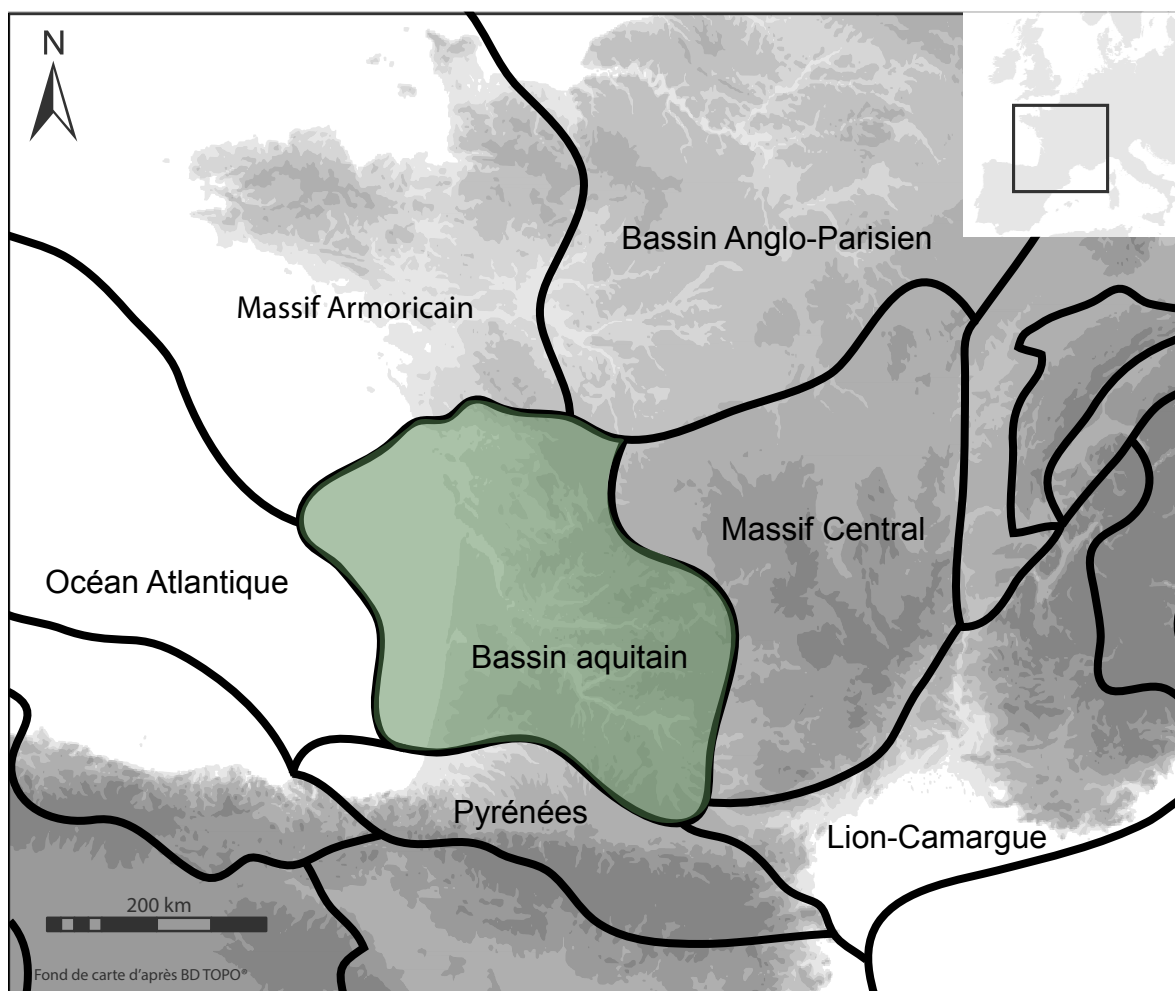 N
Bassin Anglo-Parisien
Massif Armoricain
Massif Central
Océan Atlantique
Bassin aquitain
Pyrénées
Lion-Camargue
200 km
Fond de carte d'après BD TOPO®